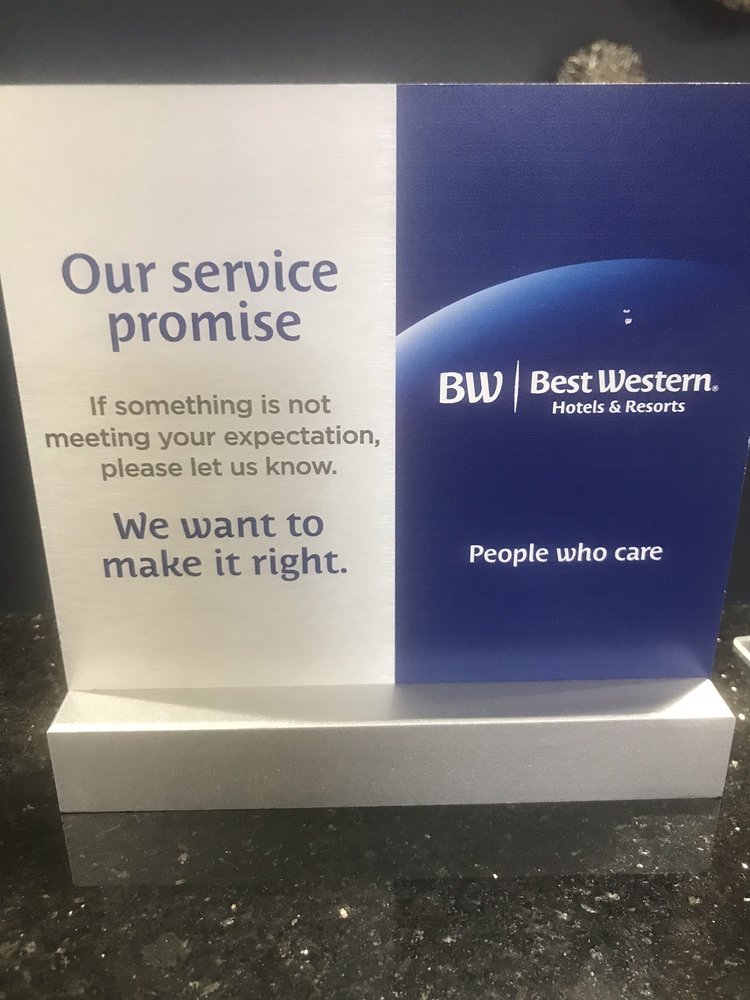 Our service
promise
If something is not
meeting your expectation,
please let us know.
We want to
make it right.
BW | Best Western®
Hotels & Resorts
People who care